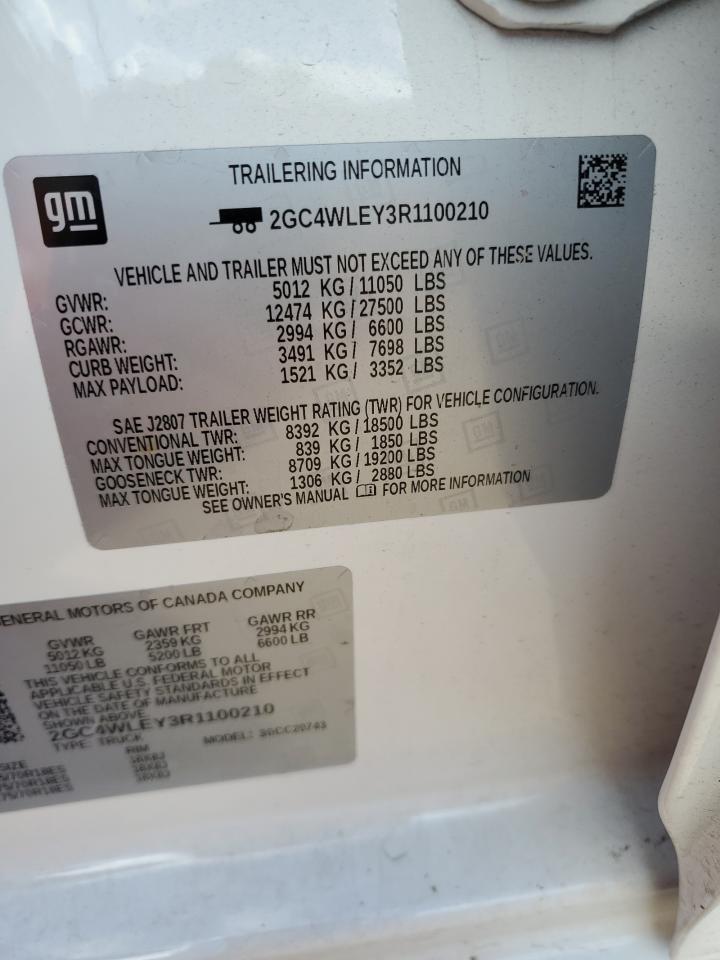 gm
TRAILERING INFORMATION
2GC4WLEY3R1100210
VEHICLE AND TRAILER MUST NOT EXCEED ANY OF THESE VALUES.
GVWR: 5012 KG / 11050 LBS
GCWR: 12474 KG / 27500 LBS
RGAWR: 2994 KG / 6600 LBS
CURB WEIGHT: 3491 KG / 7698 LBS
MAX PAYLOAD: 1521 KG / 3352 LBS
SAE J2807 TRAILER WEIGHT RATING (TWR) FOR VEHICLE CONFIGURATION.
CONVENTIONAL TWR: 8392 KG / 18500 LBS
MAX TONGUE WEIGHT: 839 KG / 1850 LBS
GOOSENECK TWR: 8709 KG / 19200 LBS
MAX TONGUE WEIGHT: 1306 KG / 2880 LBS
SEE OWNER'S MANUAL FOR MORE INFORMATION
GENERAL MOTORS OF CANADA COMPANY
GVWR GAWR FRT GAWR RR
5012 KG 2359 KG 2994 KG
11050 LB 5200 LB 6600 LB
THIS VEHICLE CONFORMS TO ALL
APPLICABLE U.S. FEDERAL MOTOR
VEHICLE SAFETY STANDARDS IN EFFECT
ON THE DATE OF MANUFACTURE
SHOWN ABOVE
2GC4WLEY3R1100210
TYPE: TRUCK MODEL:
SIZE RIM